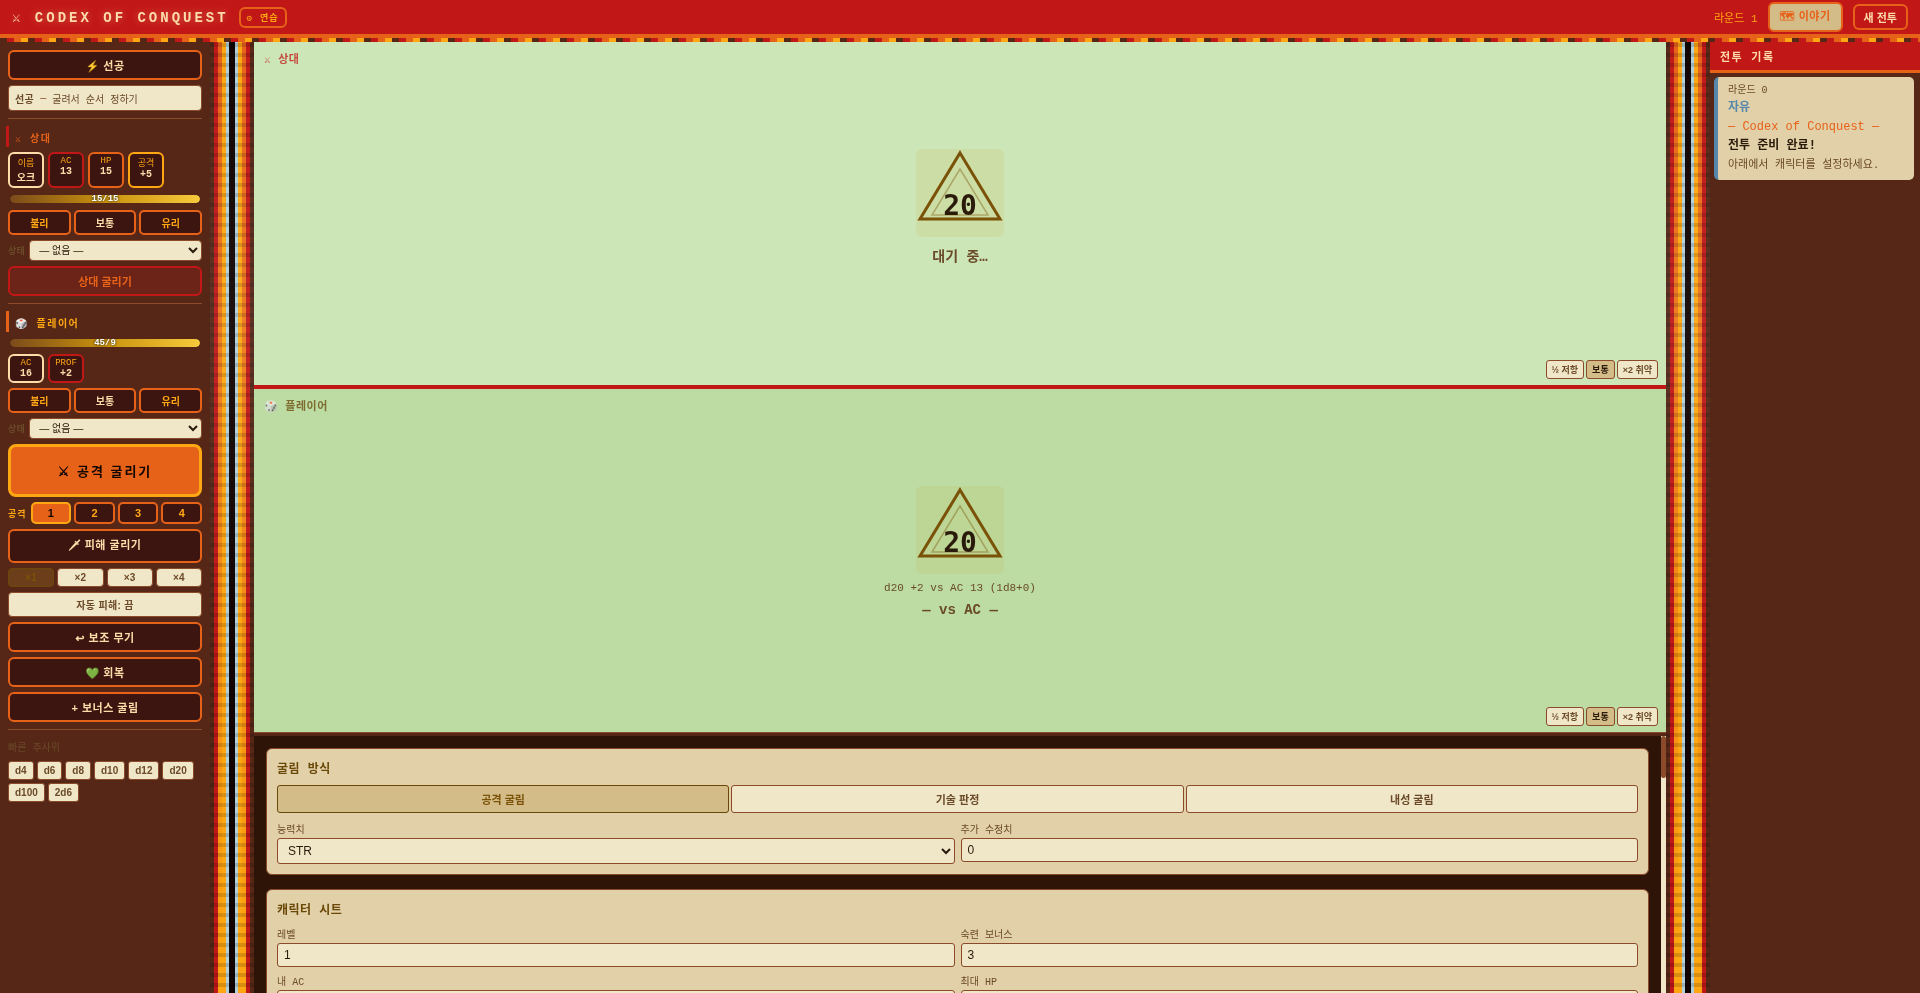 ⚔ CODEX OF CONQUEST ⚙ 연습
라운드 1 🗺 이야기 새 전투
⚡ 선공
선공 — 굴려서 순서 정하기
⚔ 상대
이름 오크
AC 13
HP 15
공격 +5
15/15
불리 보통 유리
상태 — 없음 —
상대 굴리기
🎲 플레이어
45/9
AC 16
PROF +2
불리 보통 유리
상태 — 없음 —
⚔ 공격 굴리기
공격 1 2 3 4
🗡 피해 굴리기
×1 ×2 ×3 ×4
자동 피해: 끔
↩ 보조 무기
💚 회복
+ 보너스 굴림
빠른 주사위
d4 d6 d8 d10 d12 d20
d100 2d6
⚔ 상대
20
대기 중…
½ 저항 보통 ×2 취약
🎲 플레이어
20
d20 +2 vs AC 13 (1d8+0)
— vs AC —
½ 저항 보통 ×2 취약
굴림 방식
공격 굴림 기술 판정 내성 굴림
능력치 추가 수정치
STR 0
캐릭터 시트
레벨 숙련 보너스
1 3
내 AC 최대 HP
전투 기록
라운드 0
자유
— Codex of Conquest —
전투 준비 완료!
아래에서 캐릭터를 설정하세요.